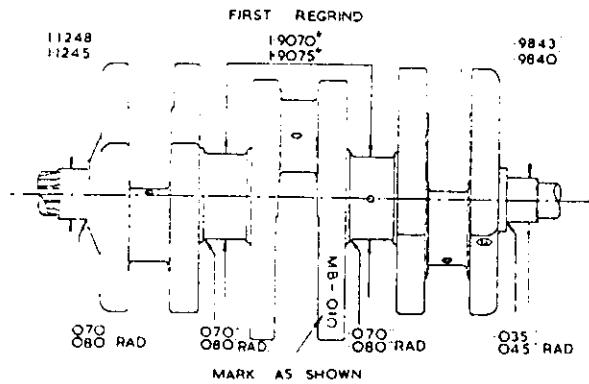 FIRST REGRIND
1·1248
1·1245
1·9070"
1·9075"
·9843
·9840
MB-010
·070
·080 RAD
·070"
·080" RAD
·070
·080" RAD
·035
·045" RAD
MARK AS SHOWN